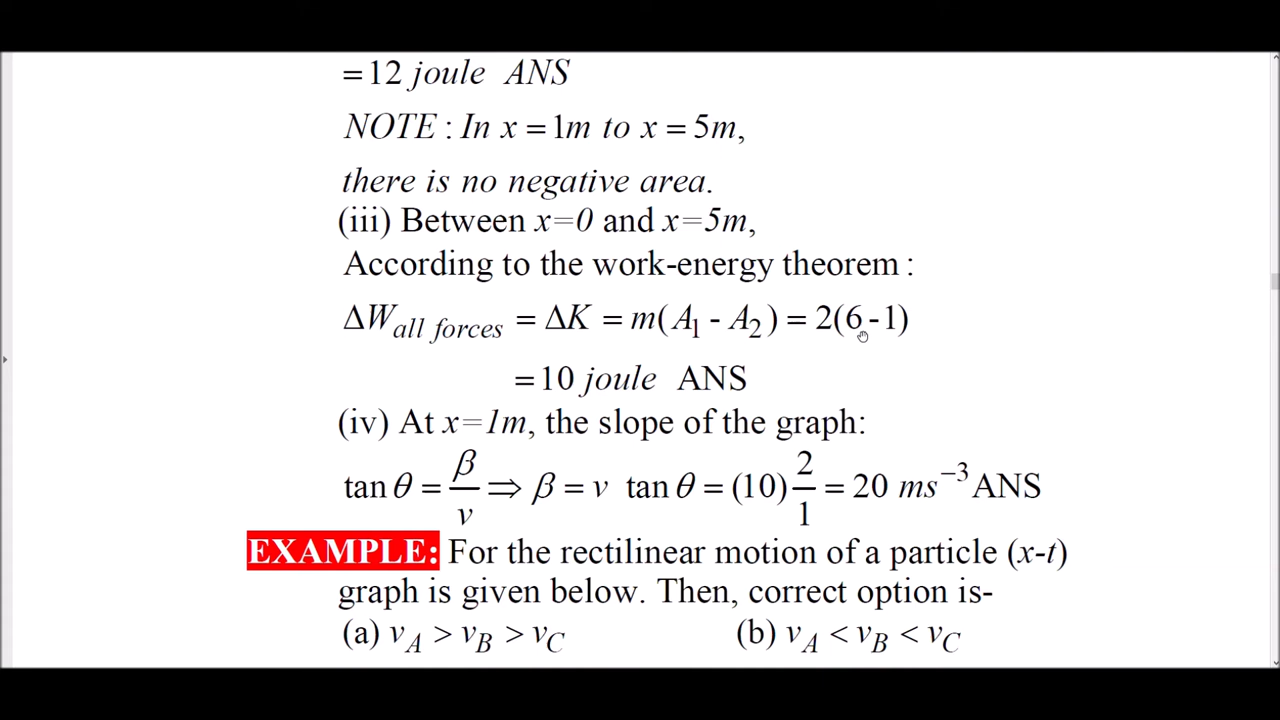 = 12 joule ANS
NOTE : In x = 1m to x = 5m,
there is no negative area.
(iii) Between x=0 and x=5m,
According to the work-energy theorem :
ΔW_all forces = ΔK = m(A₁ - A₂) = 2(6 - 1)
= 10 joule ANS
(iv) At x=1m, the slope of the graph:
tan θ = β/v ⇒ β = v tan θ = (10) 2/1 = 20 ms⁻³ ANS
EXAMPLE: For the rectilinear motion of a particle (x-t)
graph is given below. Then, correct option is-
(a) v_A > v_B > v_C (b) v_A < v_B < v_C